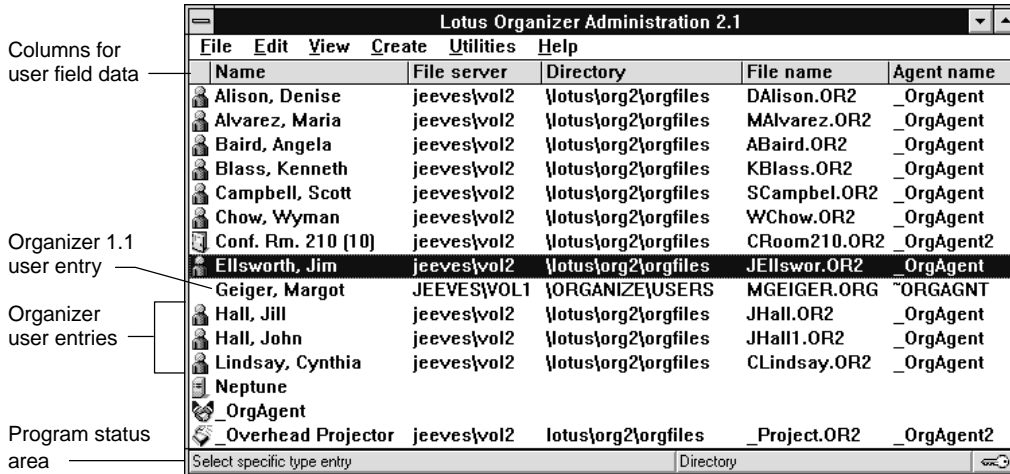 Lotus Organizer Administration 2.1
File Edit View Create Utilities Help
Columns for
user field data
Name File server Directory File name Agent name
Alison, Denise jeeves\vol2 \lotus\org2\orgfiles DAlison.OR2 _OrgAgent
Alvarez, Maria jeeves\vol2 \lotus\org2\orgfiles MAlvarez.OR2 _OrgAgent
Baird, Angela jeeves\vol2 \lotus\org2\orgfiles ABaird.OR2 _OrgAgent
Blass, Kenneth jeeves\vol2 \lotus\org2\orgfiles KBlass.OR2 _OrgAgent
Campbell, Scott jeeves\vol2 \lotus\org2\orgfiles SCampbel.OR2 _OrgAgent
Chow, Wyman jeeves\vol2 \lotus\org2\orgfiles WChow.OR2 _OrgAgent
Conf. Rm. 210 (10) jeeves\vol2 \lotus\org2\orgfiles CRoom210.OR2 _OrgAgent2
Organizer 1.1
user entry
Ellsworth, Jim jeeves\vol2 \lotus\org2\orgfiles JEllswor.OR2 _OrgAgent
Geiger, Margot JEEVES\VOL1 \ORGANIZE\USERS MGEIGER.ORG ~ORGAGNT
Organizer
user entries
Hall, Jill jeeves\vol2 \lotus\org2\orgfiles JHall.OR2 _OrgAgent
Hall, John jeeves\vol2 \lotus\org2\orgfiles JHall1.OR2 _OrgAgent
Lindsay, Cynthia jeeves\vol2 \lotus\org2\orgfiles CLindsay.OR2 _OrgAgent
Neptune
_OrgAgent
_Overhead Projector jeeves\vol2 lotus\org2\orgfiles _Project.OR2 _OrgAgent2
Program status
area
Select specific type entry Directory